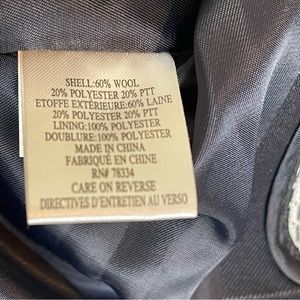 SHELL:60% WOOL
20% POLYESTER 20% PTT
ETOFFE EXTÉRIEURE:60% LAINE
20% POLYESTER 20% PTT
LINING:100% POLYESTER
DOUBLURE:100% POLYESTER
MADE IN CHINA
FABRIQUÉ EN CHINE
RN# 78334
CARE ON REVERSE
DIRECTIVES D'ENTRETIEN AU VERSO